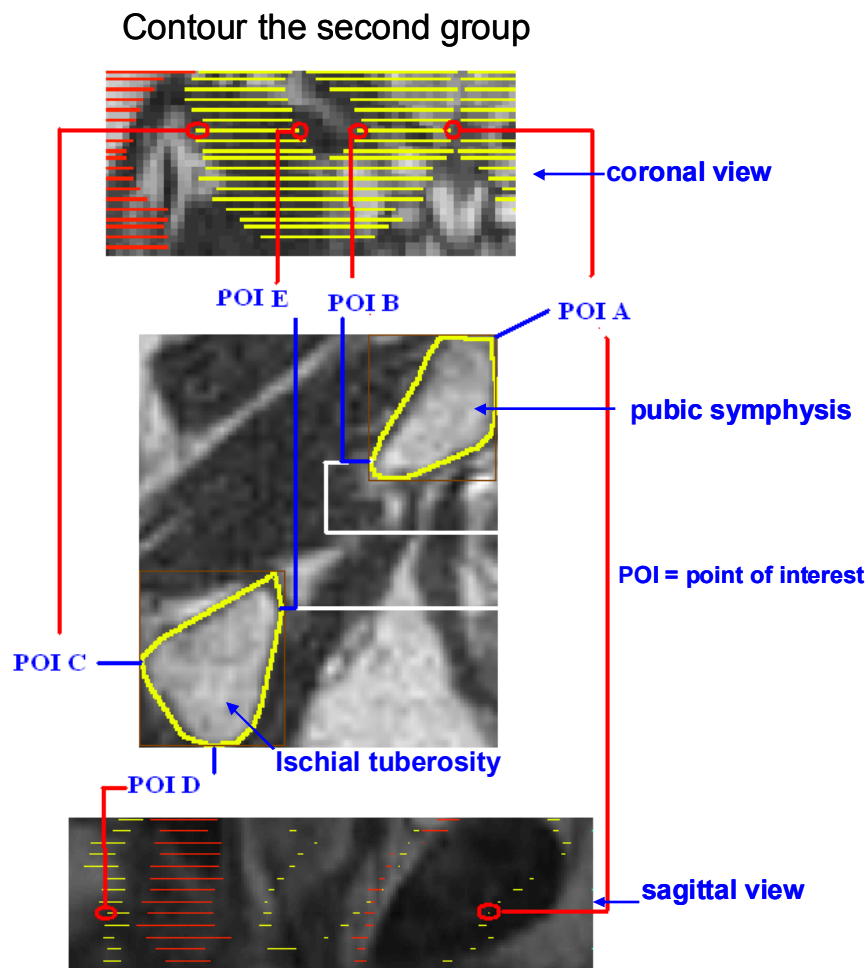 Contour the second group
coronal view
POI E
POI B
POI A
pubic symphysis
POI = point of interest
POI C
Ischial tuberosity
POI D
sagittal view